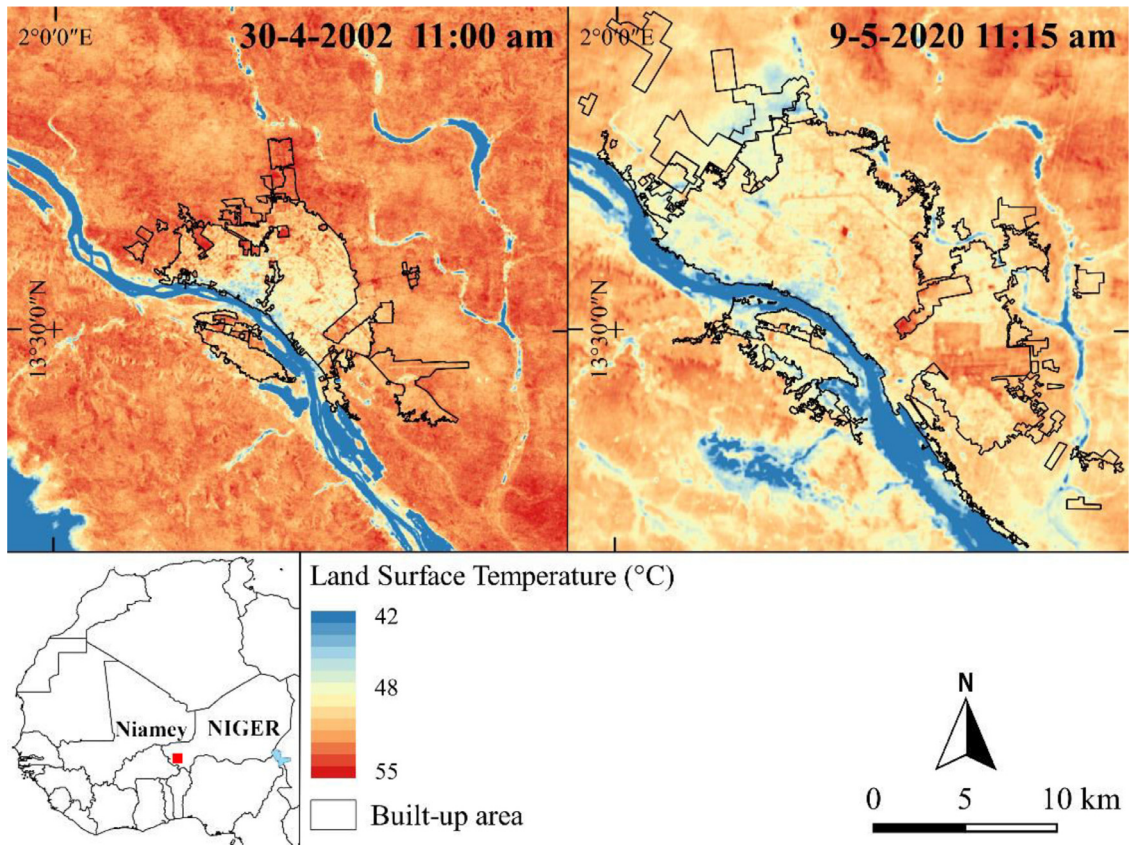 2°0'0"E
30-4-2002 11:00 am
13°30'0"N
2°0'0"E
9-5-2020 11:15 am
13°30'0"N
Niamey
NIGER
Land Surface Temperature (°C)
42
48
55
Built-up area
N
0 5 10 km